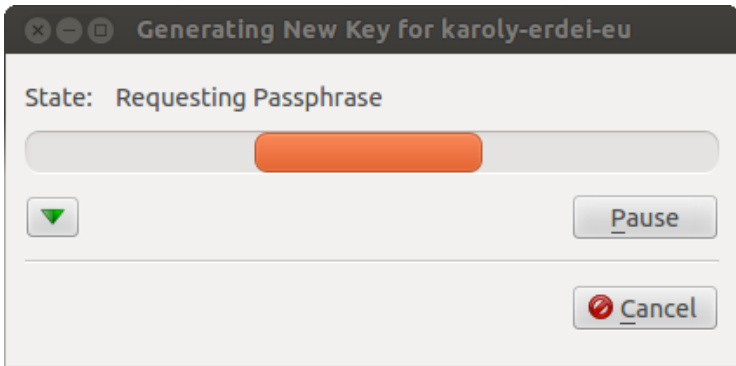 Generating New Key for karoly-erdei-eu
State: Requesting Passphrase
Pause
Cancel